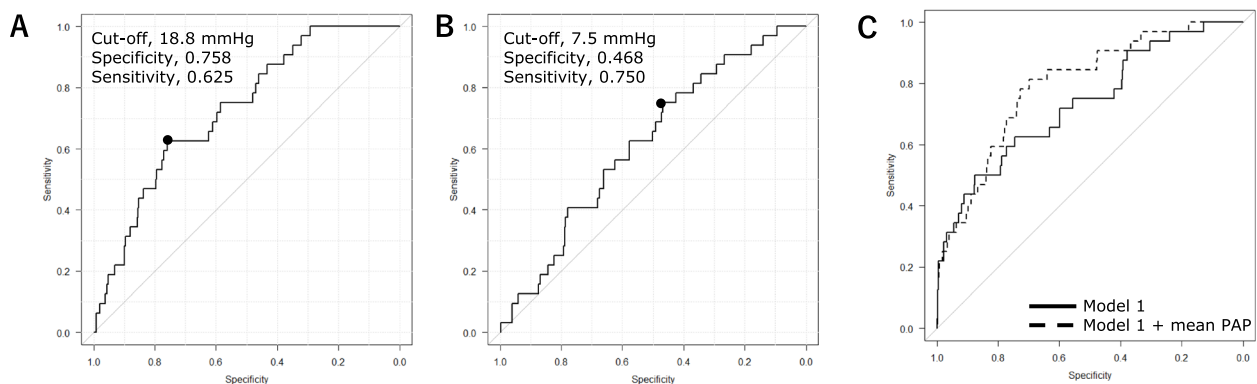 A
Cut-off, 18.8 mmHg
Specificity, 0.758
Sensitivity, 0.625
1.0
0.8
0.6
0.4
0.2
0.0
Sensitivity
1.0 0.8 0.6 0.4 0.2 0.0
Specificity
B
Cut-off, 7.5 mmHg
Specificity, 0.468
Sensitivity, 0.750
1.0
0.8
0.6
0.4
0.2
0.0
Sensitivity
1.0 0.8 0.6 0.4 0.2 0.0
Specificity
C
1.0
0.8
0.6
0.4
0.2
0.0
Sensitivity
Model 1
Model 1 + mean PAP
1.0 0.8 0.6 0.4 0.2 0.0
Specificity